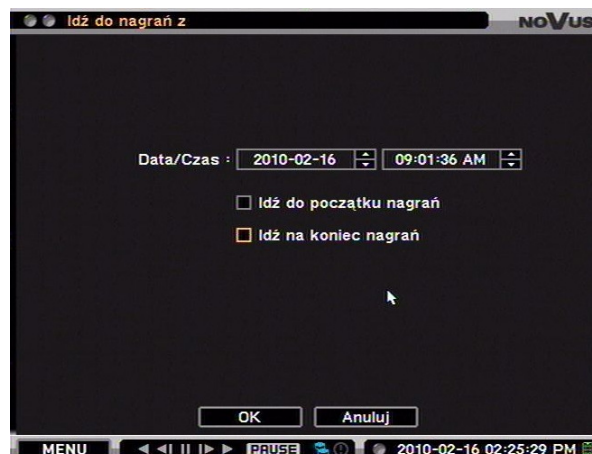 Idź do nagrań z
NOVUS
Data/Czas : 2010-02-16 09:01:36 AM
Idź do początku nagrań
Idź na koniec nagrań
OK Anuluj
MENU PAUSE 2010-02-16 02:25:29 PM